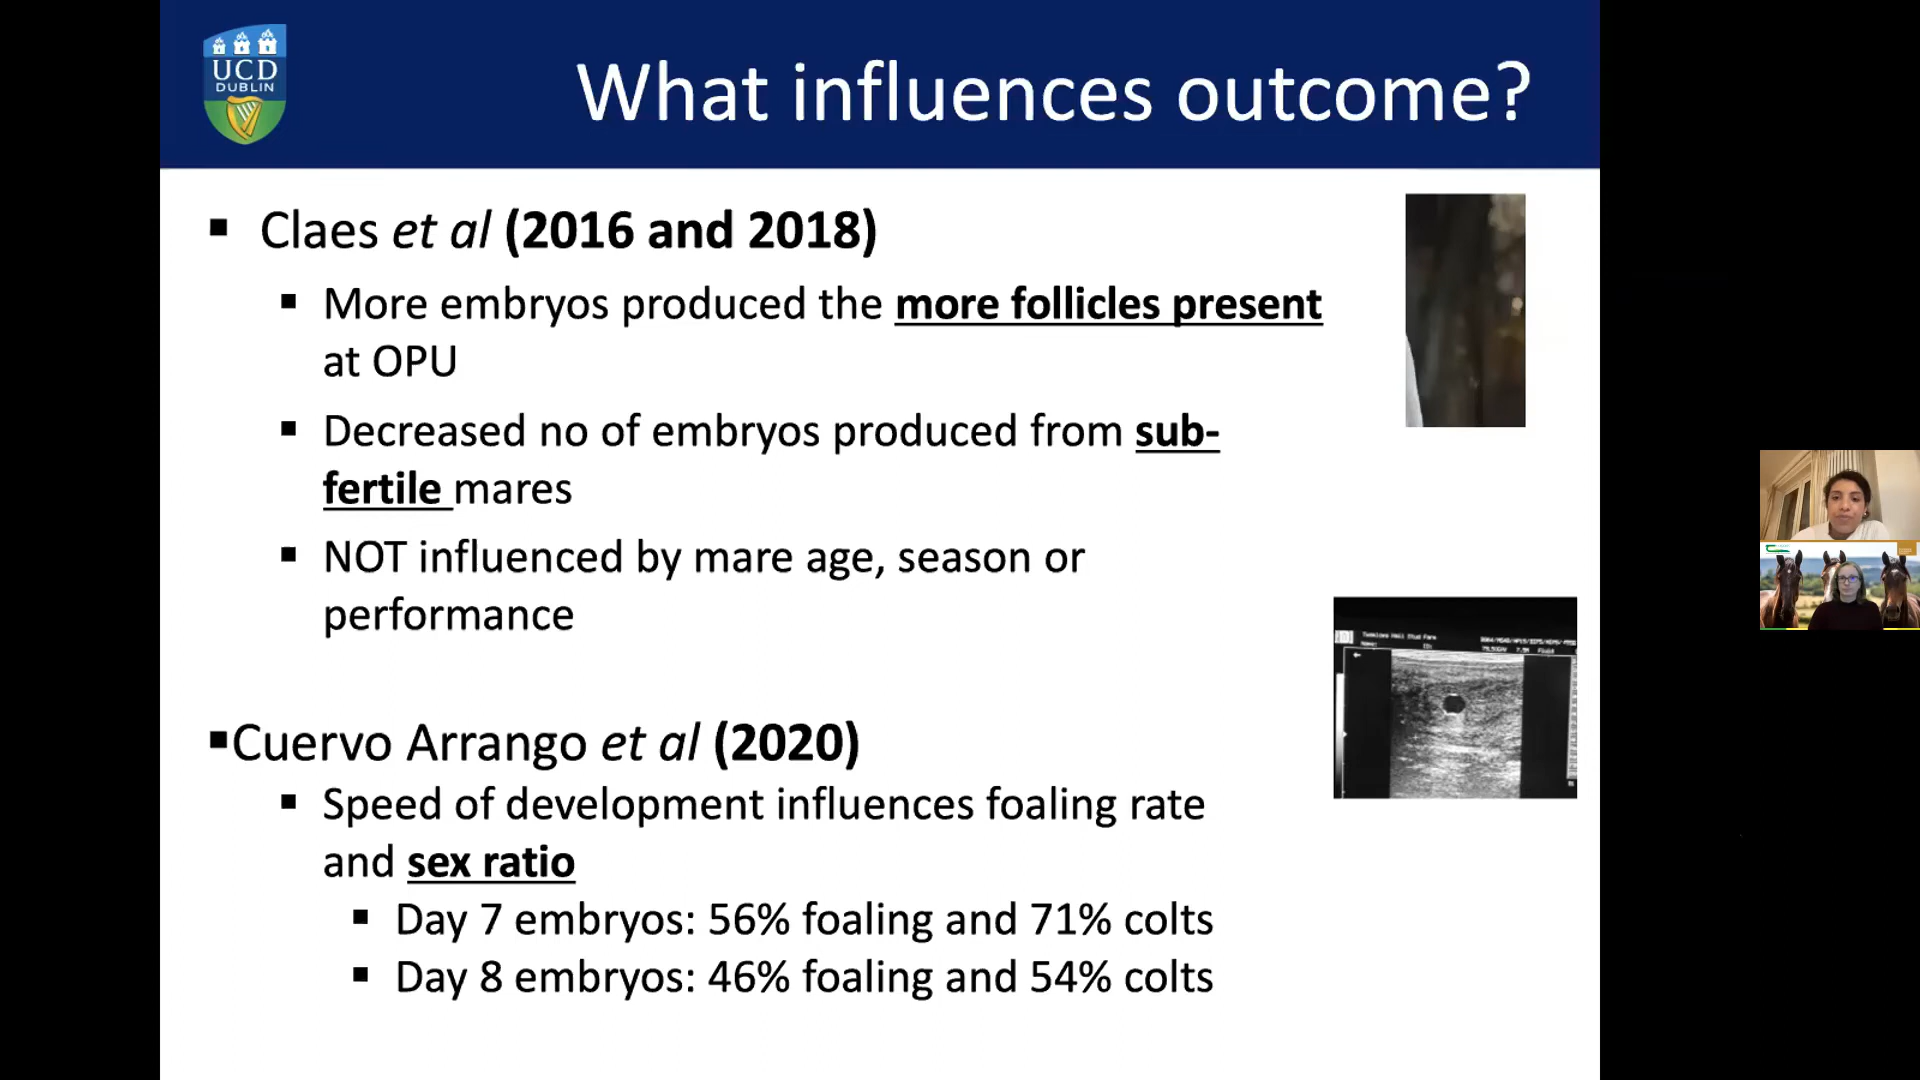 UCD
DUBLIN
What influences outcome?
▪ Claes et al (2016 and 2018)
▪ More embryos produced the more follicles present
at OPU
▪ Decreased no of embryos produced from sub-
fertile mares
▪ NOT influenced by mare age, season or
performance
▪Cuervo Arrango et al (2020)
▪ Speed of development influences foaling rate
and sex ratio
▪ Day 7 embryos: 56% foaling and 71% colts
▪ Day 8 embryos: 46% foaling and 54% colts